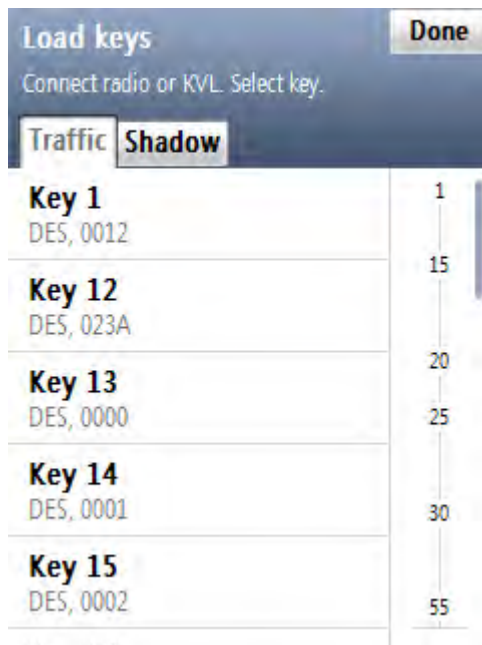 Load keys
Done
Connect radio or KVL. Select key.
Traffic
Shadow
Key 1
DES, 0012
Key 12
DES, 023A
Key 13
DES, 0000
Key 14
DES, 0001
Key 15
DES, 0002
1
15
20
25
30
55